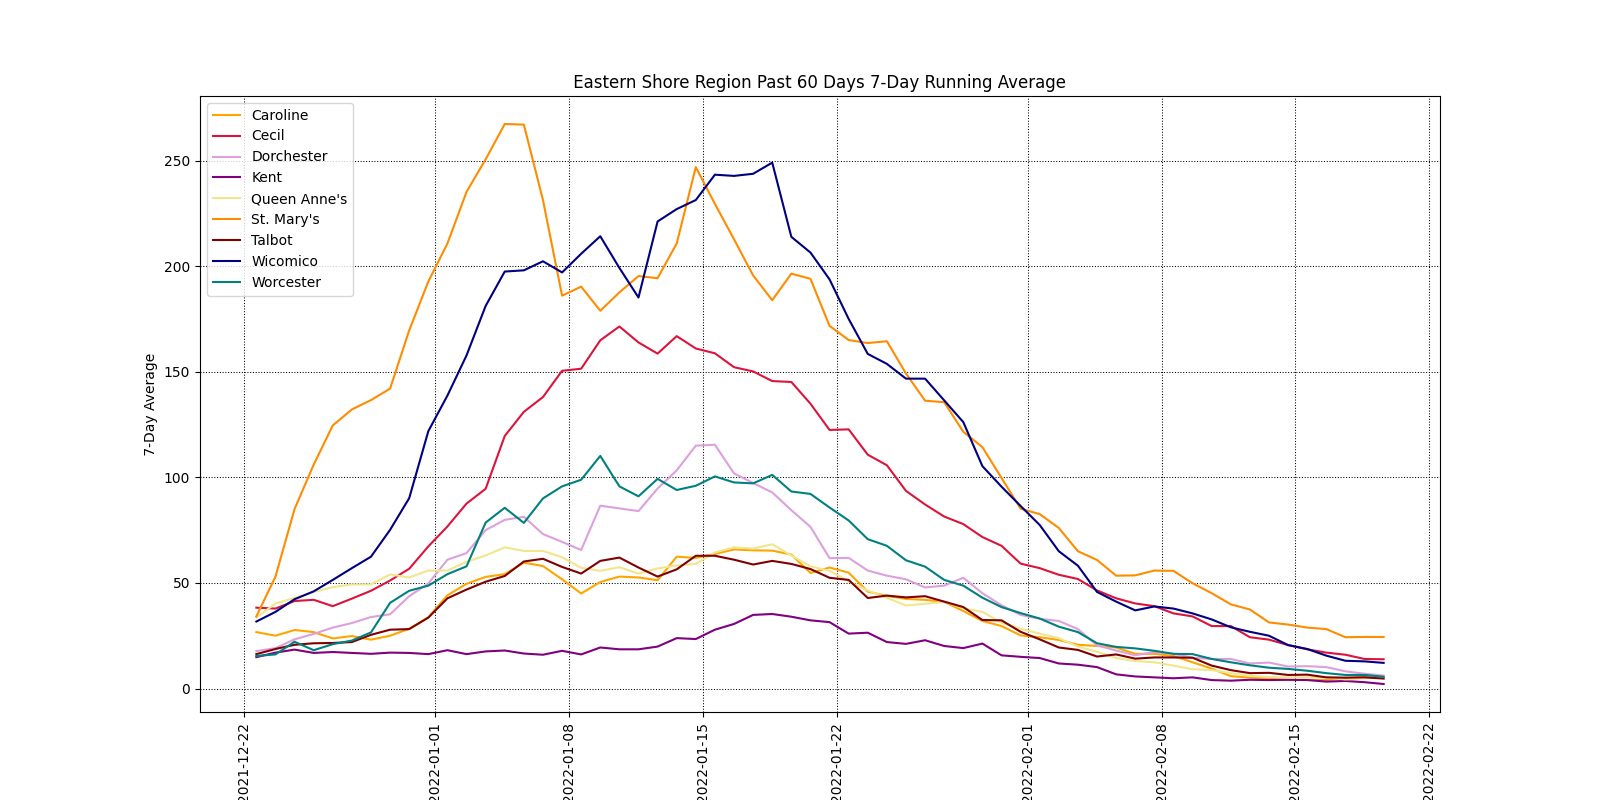 Eastern Shore Region Past 60 Days 7-Day Running Average
Caroline
Cecil
Dorchester
Kent
Queen Anne's
St. Mary's
Talbot
Wicomico
Worcester
7-Day Average
250
200
150
100
50
0
2021-12-22
2022-01-01
2022-01-08
2022-01-15
2022-01-22
2022-02-01
2022-02-08
2022-02-15
2022-02-22